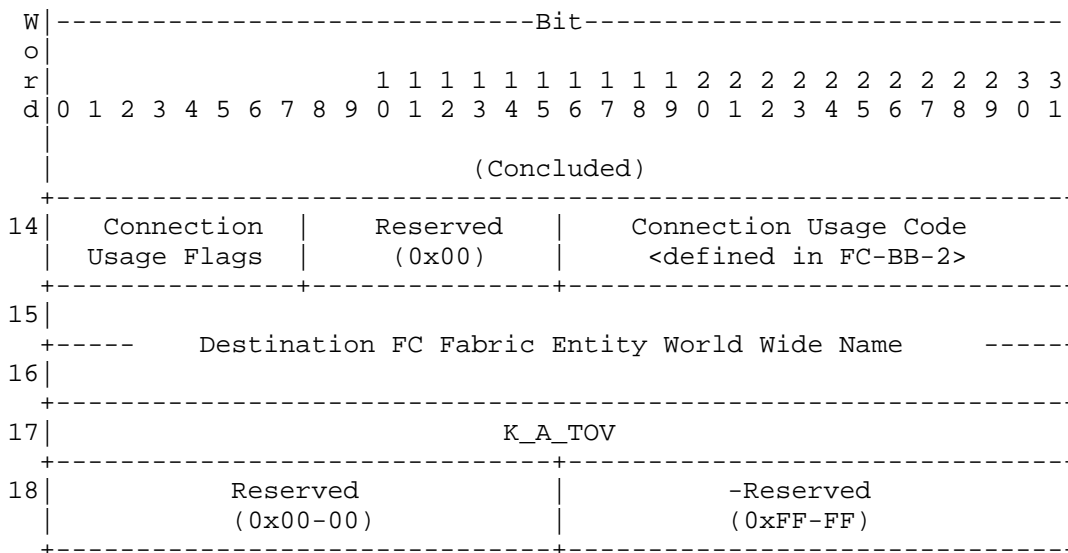 W|------------------------------Bit------------------------------
o|
r|                    1 1 1 1 1 1 1 1 1 1 2 2 2 2 2 2 2 2 2 2 3 3
d|0 1 2 3 4 5 6 7 8 9 0 1 2 3 4 5 6 7 8 9 0 1 2 3 4 5 6 7 8 9 0 1
 |
 |                          (Concluded)
 +----------------------------------------------------------------
14|   Connection  |    Reserved   |    Connection Usage Code
  |  Usage Flags  |     (0x00)    |     <defined in FC-BB-2>
  +---------------+---------------+-------------------------------
15|
  +-----    Destination FC Fabric Entity World Wide Name     ------
16|
  +----------------------------------------------------------------
17|                            K_A_TOV
  +-------------------------------+--------------------------------
18|           Reserved            |          -Reserved
  |          (0x00-00)            |          (0xFF-FF)
  +-------------------------------+--------------------------------